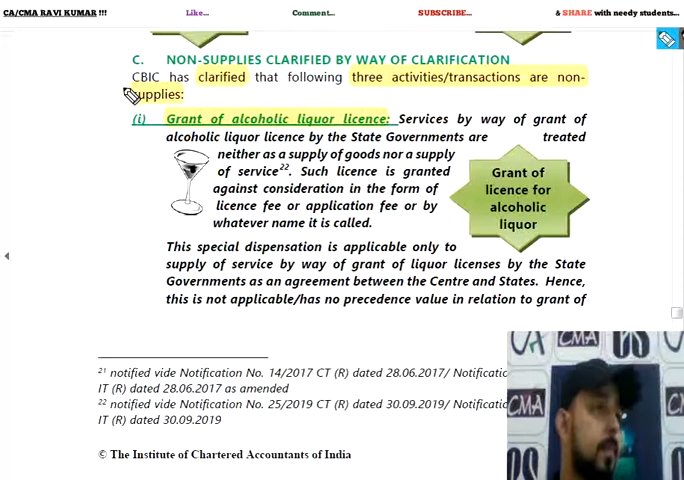 CA/CMA RAVI KUMAR !!! Like... Comment... SUBSCRIBE... & SHARE with needy students...
C. NON-SUPPLIES CLARIFIED BY WAY OF CLARIFICATION
CBIC has clarified that following three activities/transactions are non-
supplies:
(i) Grant of alcoholic liquor licence: Services by way of grant of
alcoholic liquor licence by the State Governments are treated
neither as a supply of goods nor a supply
of service22. Such licence is granted
against consideration in the form of
licence fee or application fee or by
whatever name it is called.
Grant of
licence for
alcoholic
liquor
This special dispensation is applicable only to
supply of service by way of grant of liquor licenses by the State
Governments as an agreement between the Centre and States. Hence,
this is not applicable/has no precedence value in relation to grant of
21 notified vide Notification No. 14/2017 CT (R) dated 28.06.2017/ Notificatio
IT (R) dated 28.06.2017 as amended
22 notified vide Notification No. 25/2019 CT (R) dated 30.09.2019/ Notificatio
IT (R) dated 30.09.2019
© The Institute of Chartered Accountants of India
CMA
CMA